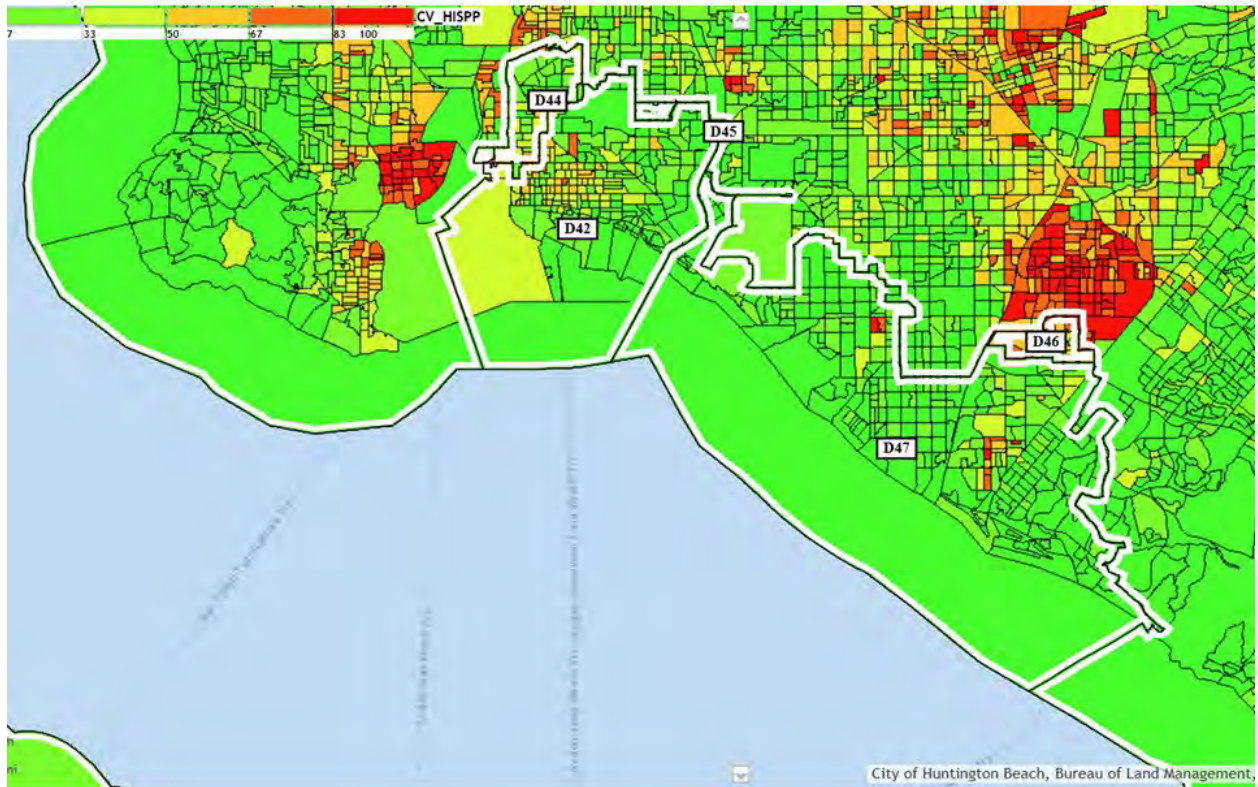 CV_HISPP
7 33 50 67 83 100
D44
D45
D42
D46
D47
City of Huntington Beach, Bureau of Land Management,